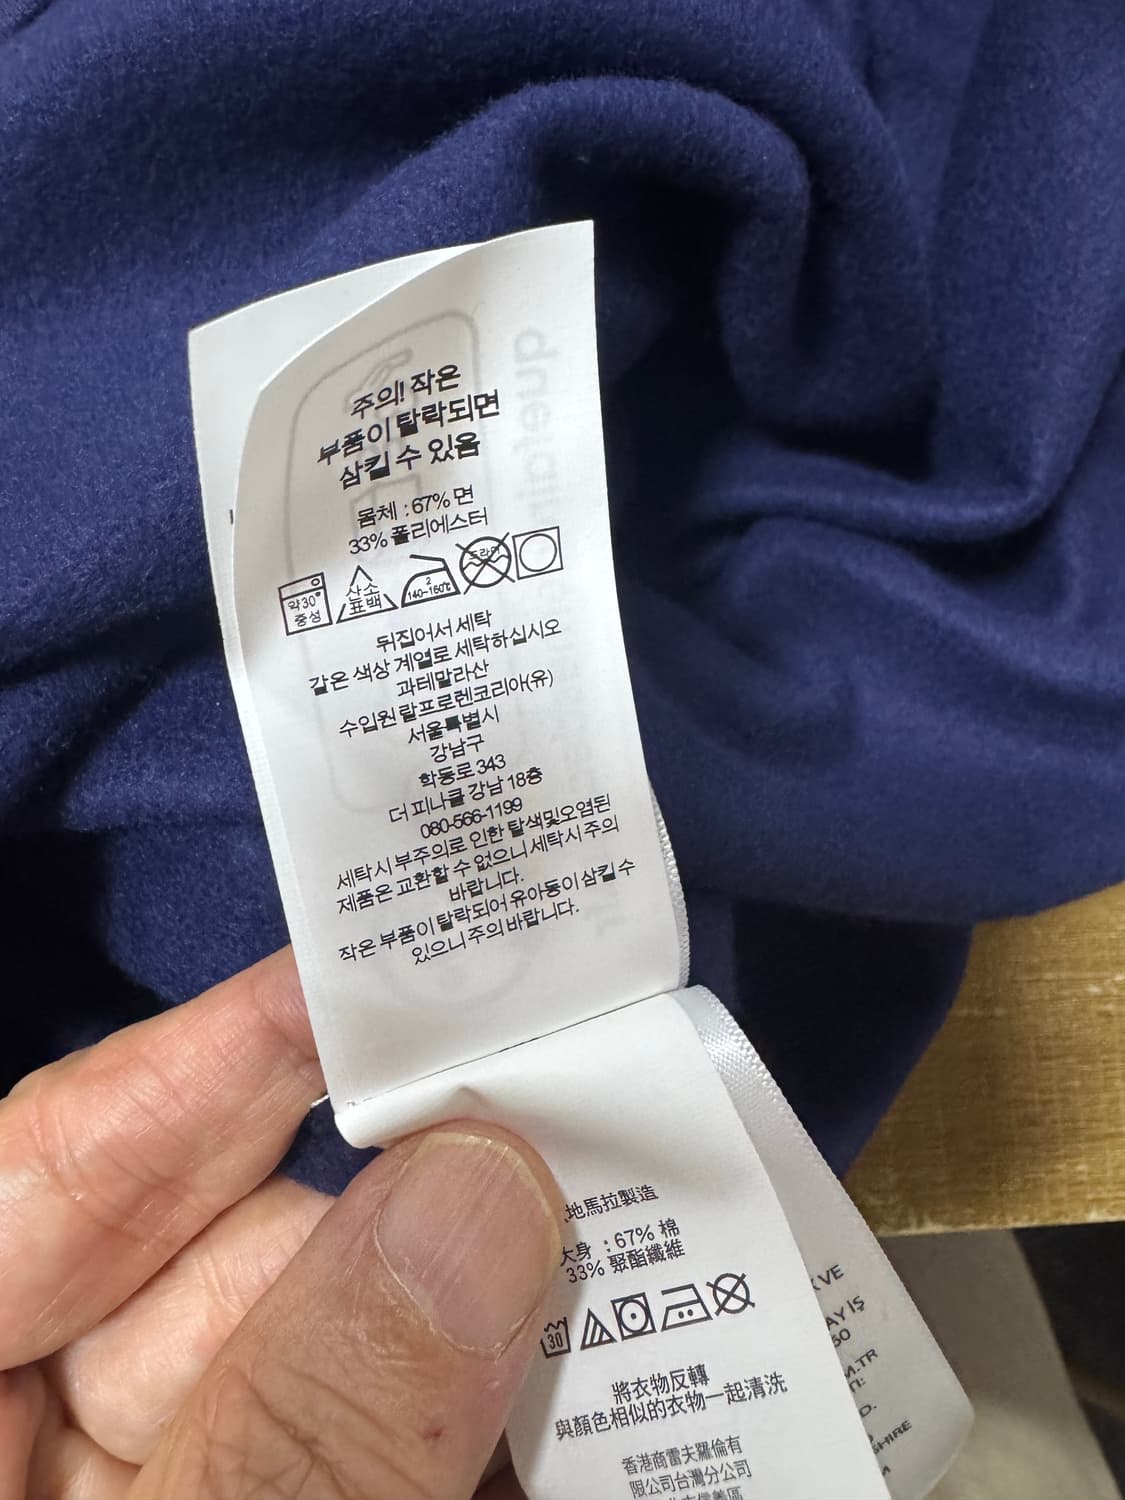 주의! 작은
부품이 탈락되면
삼킬 수 있음
몸체 : 67% 면
33% 폴리에스터
약30°
중성
산소
표백
2
140-160℃
드라이
뒤집어서 세탁
같은 색상 계열로 세탁하십시오
과테말라산
수입원 랄프로렌코리아(유)
서울특별시
강남구
학동로 343
더 피나클 강남 18층
080-566-1199
세탁시 부주의로 인한 탈색및오염된
제품은 교환할 수 없으니 세탁시 주의
바랍니다.
작은 부품이 탈락되어 유아동이 삼킬 수
있으니 주의 바랍니다.
地馬拉製造
大身 : 67% 棉
33% 聚酯纖維
30
將衣物反轉
與顏色相似的衣物一起清洗
香港商雷夫羅倫有
限公司台灣分公司
VE
AY İŞ
50
M.TR
D.
SHIRE